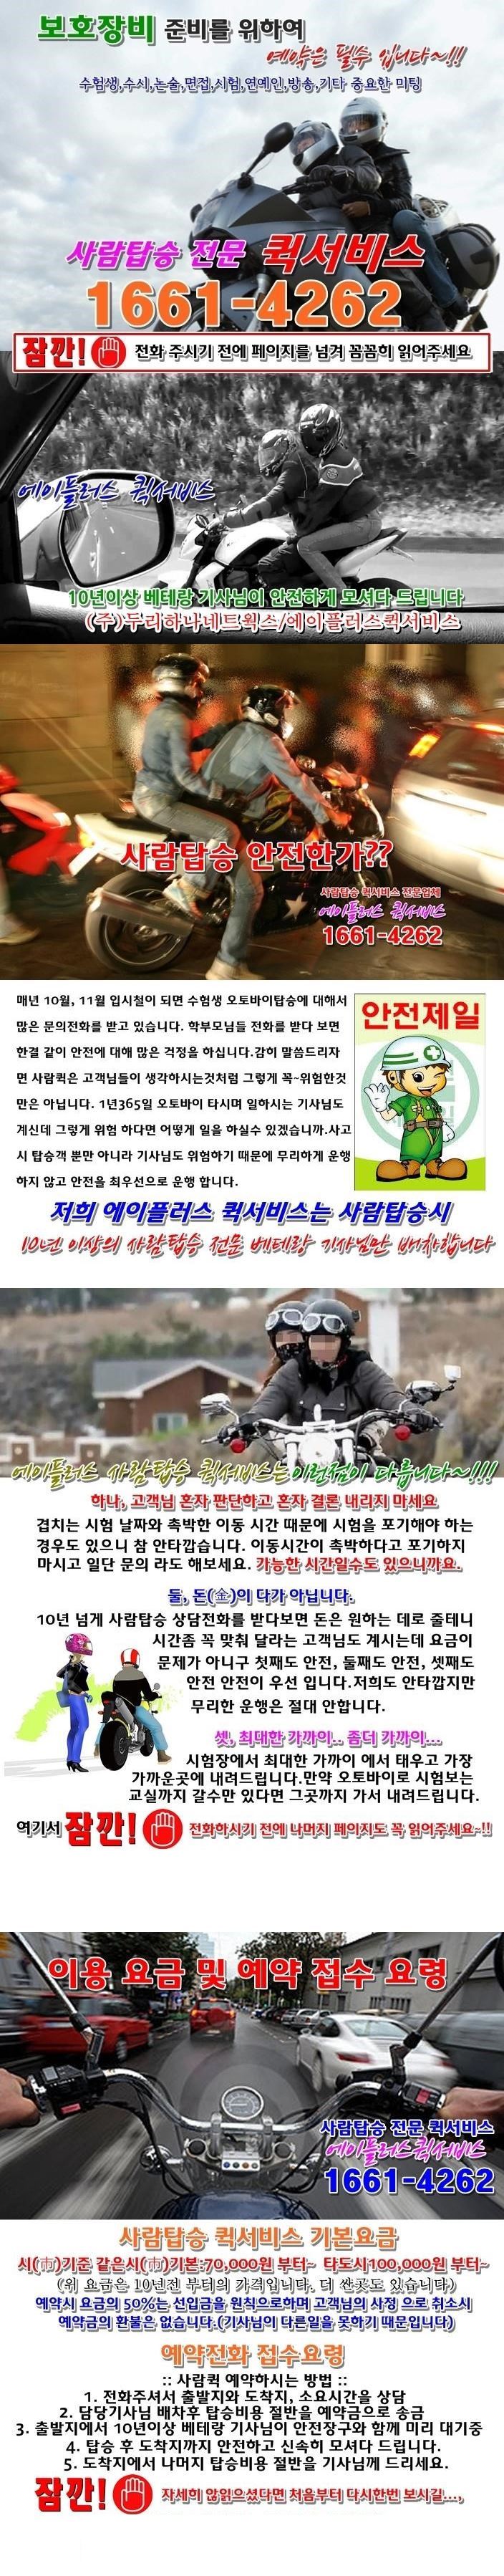 보호장비 준비를 위하여
예약은 필수 입니다~!!
수험생,수시,논술,면접,시험,연예인,방송,기타 중요한 미팅
사람탑승 전문 퀵서비스
1661-4262
잠깐! 전화 주시기 전에 페이지를 넘겨 꼼꼼히 읽어주세요
에이플러스 퀵서비스
10년이상 베테랑 기사님이 안전하게 모셔다 드립니다
(주)두리하나네트웍스/에이플러스퀵서비스
사람탑승 안전한가??
사람탑승 퀵서비스 전문업체
에이플러스 퀵서비스
1661-4262
매년 10월, 11월 입시철이 되면 수험생 오토바이탑승에 대해서
많은 문의전화를 받고 있습니다. 학부모님들 전화를 받다 보면
한결 같이 안전에 대해 많은 걱정을 하십니다.감히 말씀드리자
면 사람퀵은 고객님들이 생각하시는것처럼 그렇게 꼭~위험한것
만은 아닙니다. 1년365일 오토바이 타시며 일하시는 기사님도
계신데 그렇게 위험 하다면 어떻게 일을 하실수 있겠습니까.사고
시 탑승객 뿐만 아니라 기사님도 위험하기 때문에 무리하게 운행
하지 않고 안전을 최우선으로 운행 합니다.
안전제일
저희 에이플러스 퀵서비스는 사람탑승시
10년 이상의 사람탑승 전문 베테랑 기사님만 배차합니다
에이플러스 사람탑승 퀵서비스는 이런점이 다릅니다~!!!
하나, 고객님 혼자 판단하고 혼자 결론 내리지 마세요
겹치는 시험 날짜와 촉박한 이동 시간 때문에 시험을 포기해야 하는
경우도 있으니 참 안타깝습니다. 이동시간이 촉박하다고 포기하지
마시고 일단 문의 라도 해보세요. 가능한 시간일수도 있으니까요.
둘, 돈(金)이 다가 아닙니다.
10년 넘게 사람탑승 상담전화를 받다보면 돈은 원하는 데로 줄테니
시간좀 꼭 맞춰 달라는 고객님도 계시는데 요금이
문제가 아니구 첫째도 안전, 둘째도 안전, 셋째도
안전 안전이 우선 입니다.저희도 안타깝지만
무리한 운행은 절대 안합니다.
셋, 최대한 가까이.. 좀더 가까이...
시험장에서 최대한 가까이 에서 태우고 가장
가까운곳에 내려드립니다.만약 오토바이로 시험보는
교실까지 갈수만 있다면 그곳까지 가서 내려드립니다.
여기서 잠깐! 전화하시기 전에 나머지 페이지도 꼭 읽어주세요~!!
이용 요금 및 예약 접수 요령
사람탑승 전문 퀵서비스
에이플러스퀵서비스
1661-4262
사람탑승 퀵서비스 기본요금
시(市)기준 같은시(市)기본:70,000원 부터~ 타도시100,000원 부터~
(위 요금은 10년전 부터의 가격입니다. 더 싼곳도 있습니다)
예약시 요금의 50%는 선입금을 원칙으로하며 고객님의 사정 으로 취소시
예약금의 환불은 없습니다.(기사님이 다른일을 못하기 때문입니다)
예약전화 접수요령
:: 사람퀵 예약하시는 방법 ::
1. 전화주셔서 출발지와 도착지, 소요시간을 상담
2. 담당기사님 배차후 탑승비용 절반을 예약금으로 송금
3. 출발지에서 10년이상 베테랑 기사님이 안전장구와 함께 미리 대기중
4. 탑승 후 도착지까지 안전하고 신속히 모셔다 드립니다.
5. 도착지에서 나머지 탑승비용 절반을 기사님께 드리세요.
잠깐! 자세히 않읽으셨다면 처음부터 다시한번 보시길...,